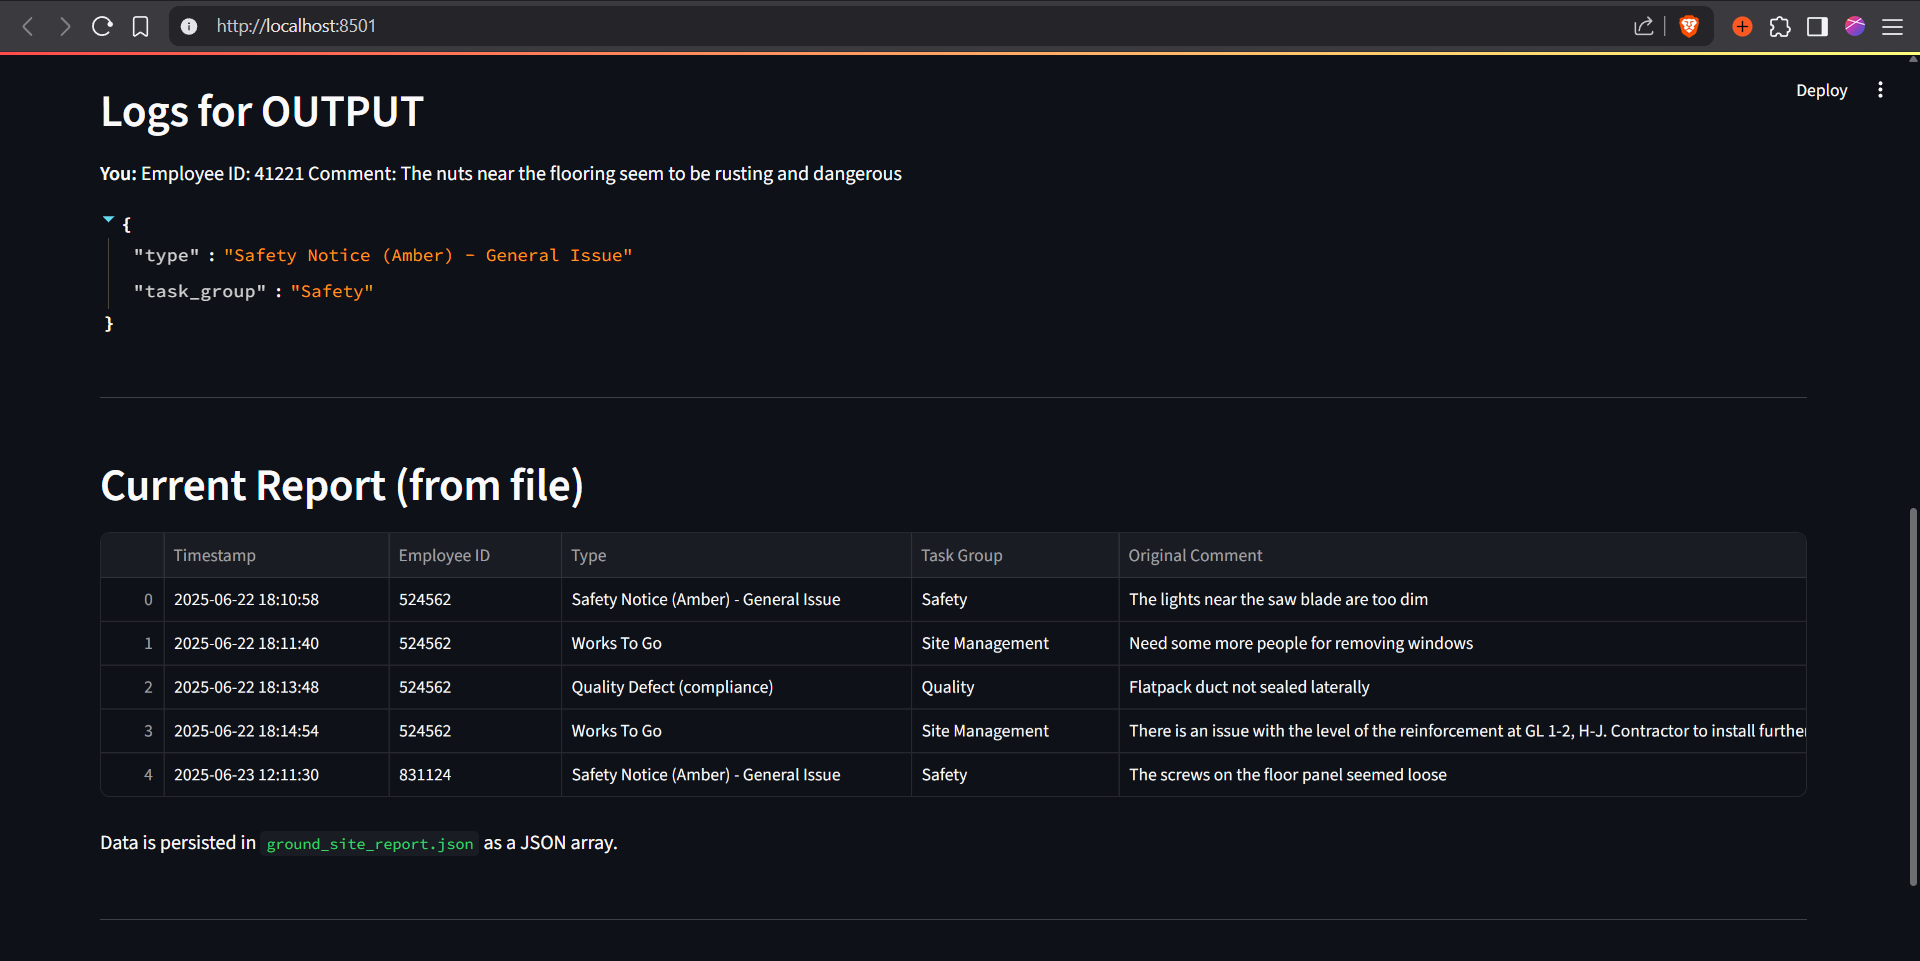 http://localhost:8501
Deploy
Logs for OUTPUT
You: Employee ID: 41221 Comment: The nuts near the flooring seem to be rusting and dangerous
{
"type" : "Safety Notice (Amber) - General Issue"
"task_group" : "Safety"
}
Current Report (from file)
Timestamp Employee ID Type Task Group Original Comment
0 2025-06-22 18:10:58 524562 Safety Notice (Amber) - General Issue Safety The lights near the saw blade are too dim
1 2025-06-22 18:11:40 524562 Works To Go Site Management Need some more people for removing windows
2 2025-06-22 18:13:48 524562 Quality Defect (compliance) Quality Flatpack duct not sealed laterally
3 2025-06-22 18:14:54 524562 Works To Go Site Management There is an issue with the level of the reinforcement at GL 1-2, H-J. Contractor to install further
4 2025-06-23 12:11:30 831124 Safety Notice (Amber) - General Issue Safety The screws on the floor panel seemed loose
Data is persisted in ground_site_report.json as a JSON array.